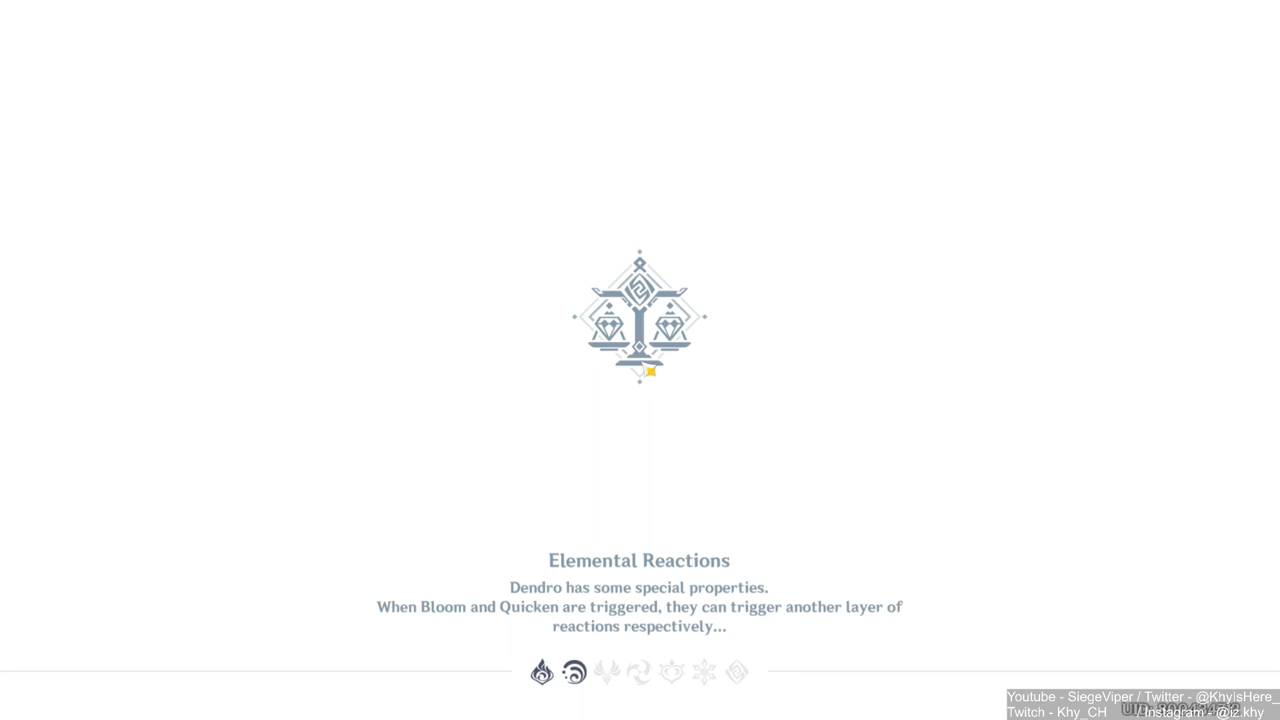 Elemental Reactions
Dendro has some special properties.
When Bloom and Quicken are triggered, they can trigger another layer of
reactions respectively...
Youtube - SiegeViper / Twitter - @KhyIsHere_
Twitch - Khy_CH / Instagram - @iz.khy
UID: